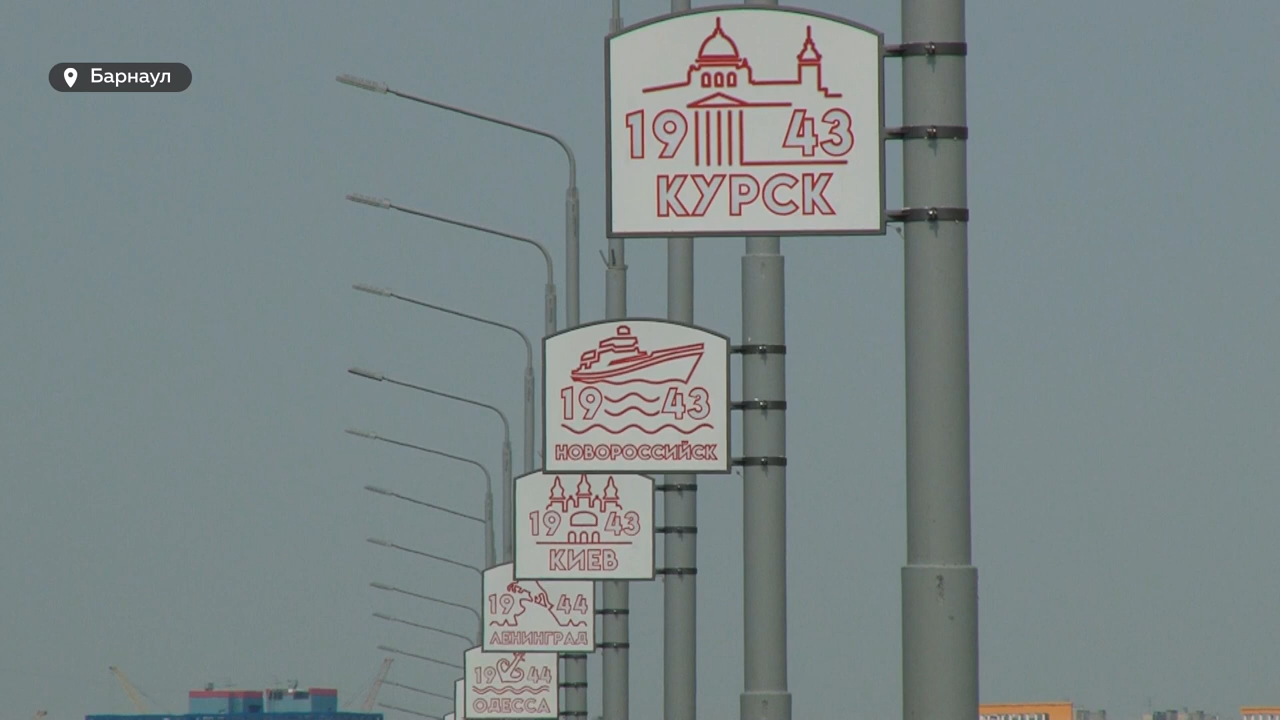 Барнаул
19 43
КУРСК
19 43
НОВОРОССИЙСК
19 43
КИЕВ
19 44
ЛЕНИНГРАД
19 44
ОДЕССА